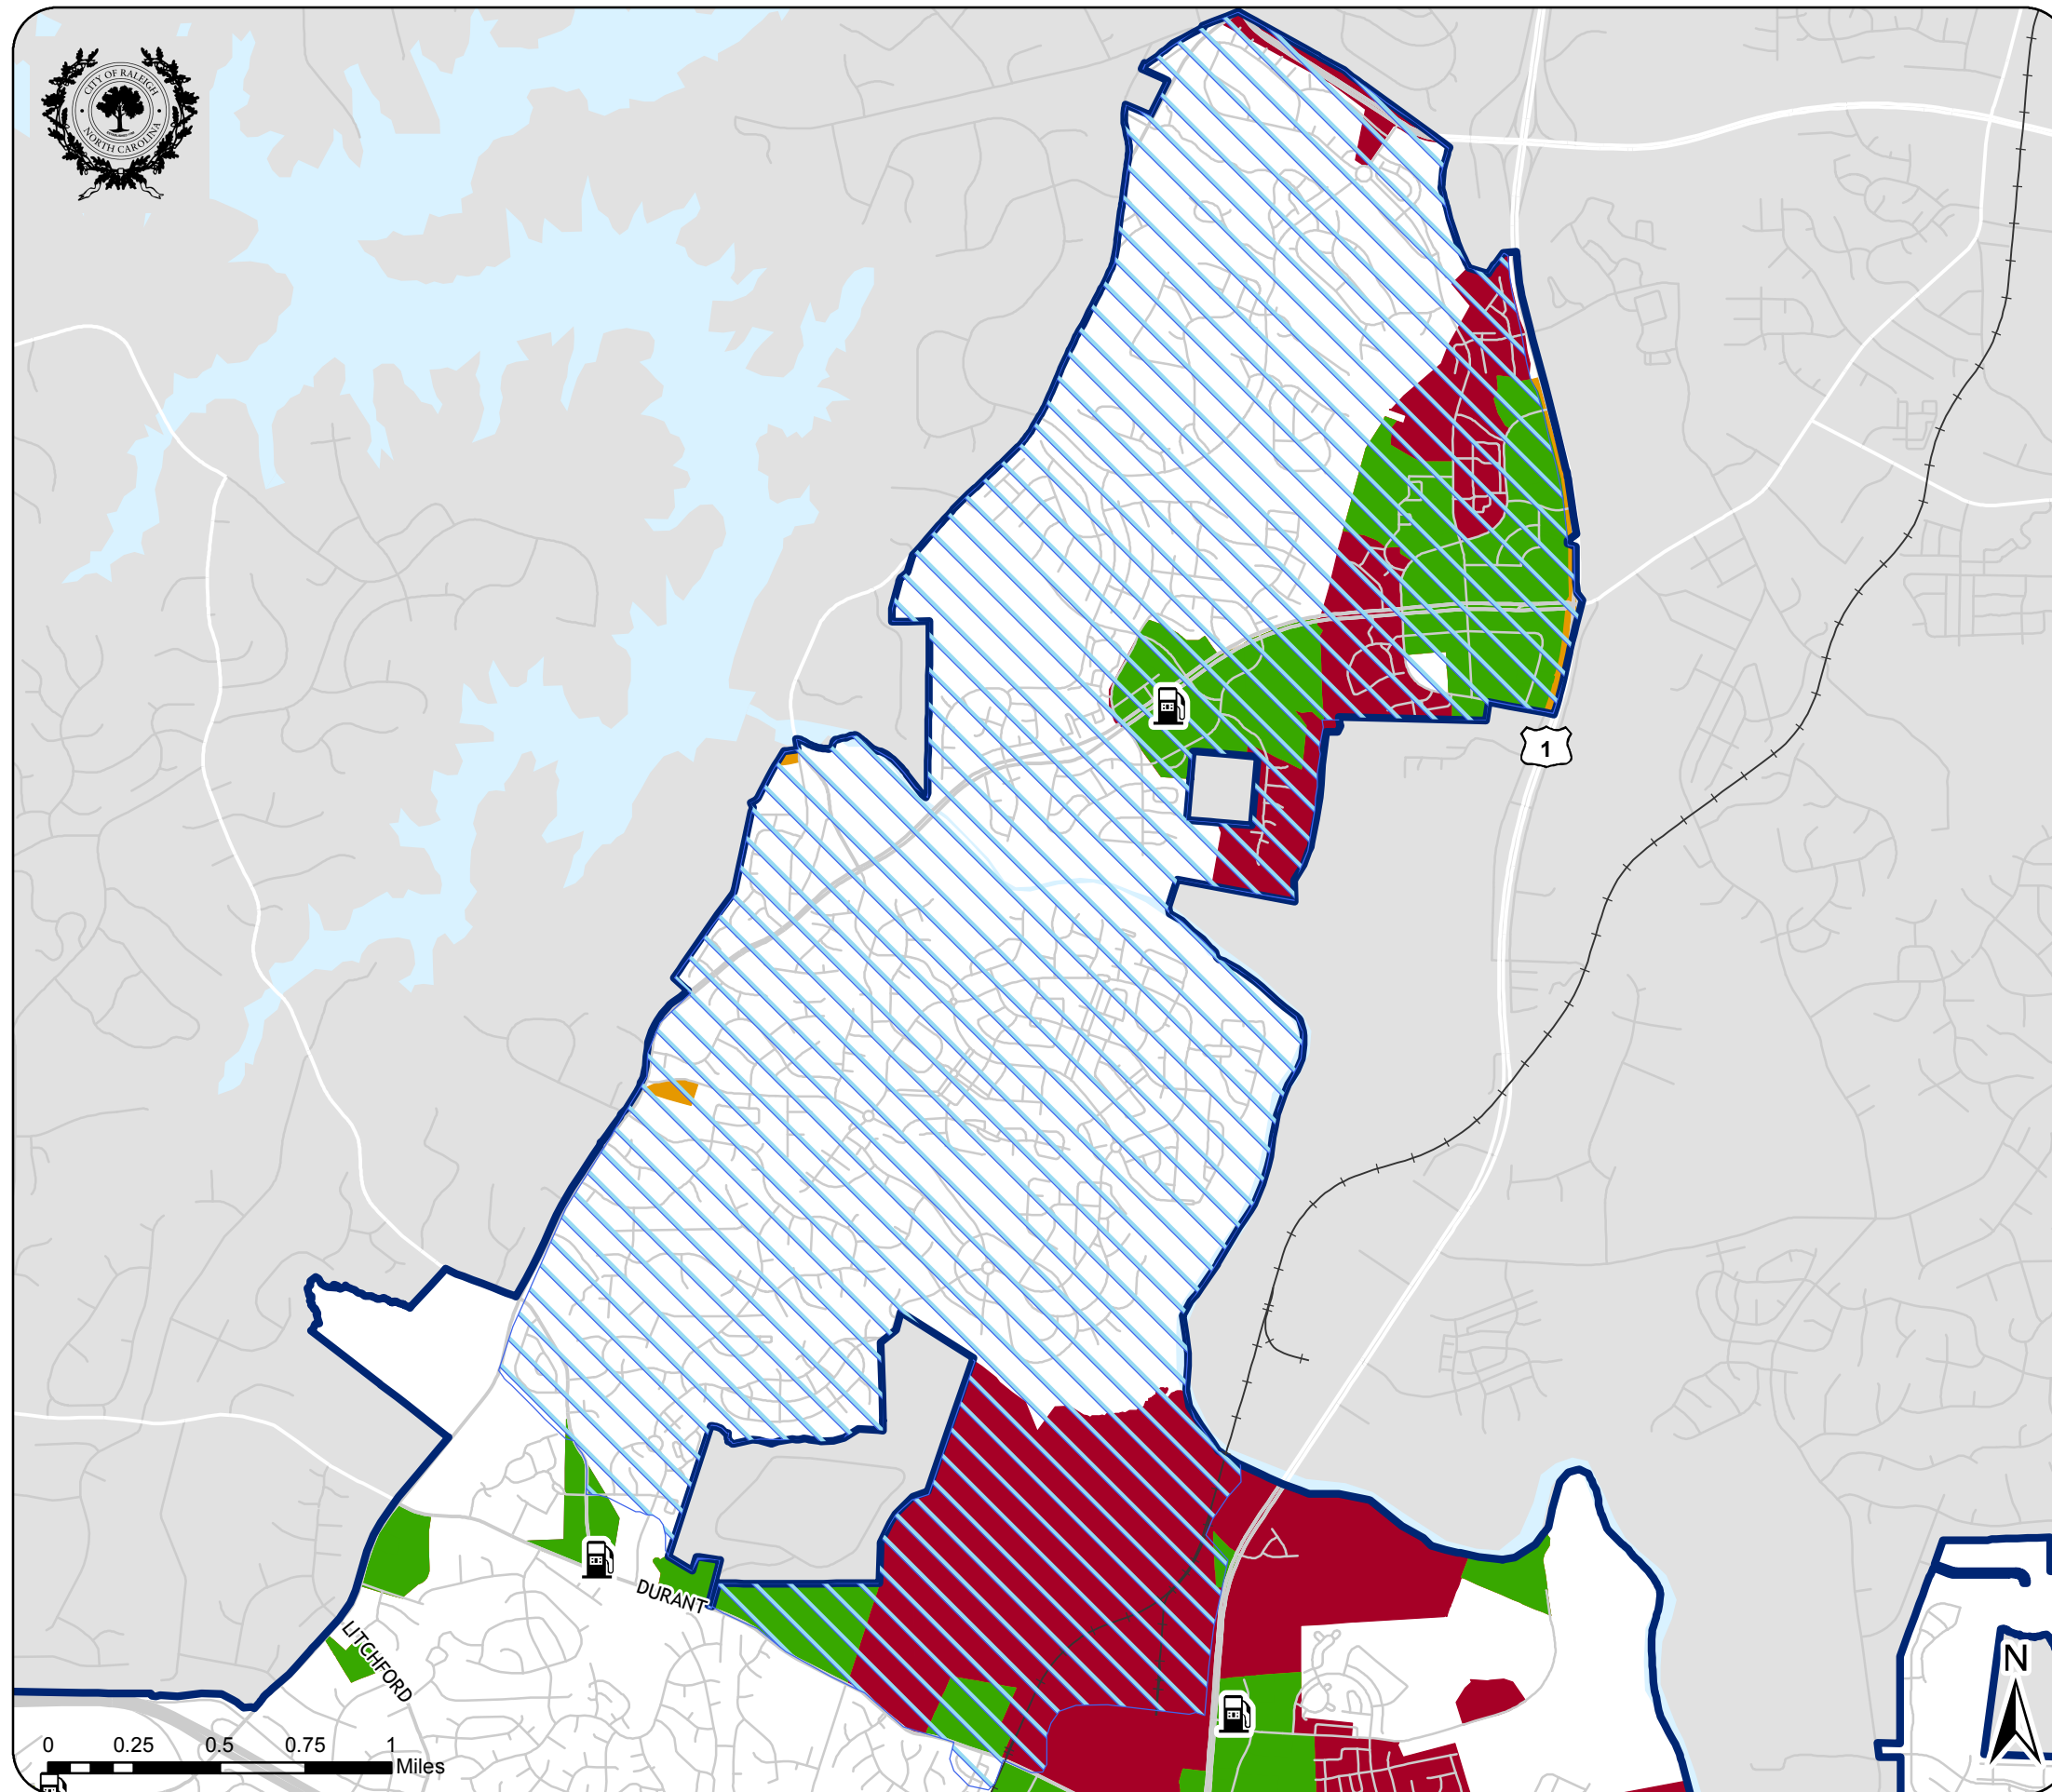 CITY OF RALEIGH
NORTH CAROLINA
1
DURANT
LITCHFORD
N
0 0.25 0.5 0.75 1
Miles